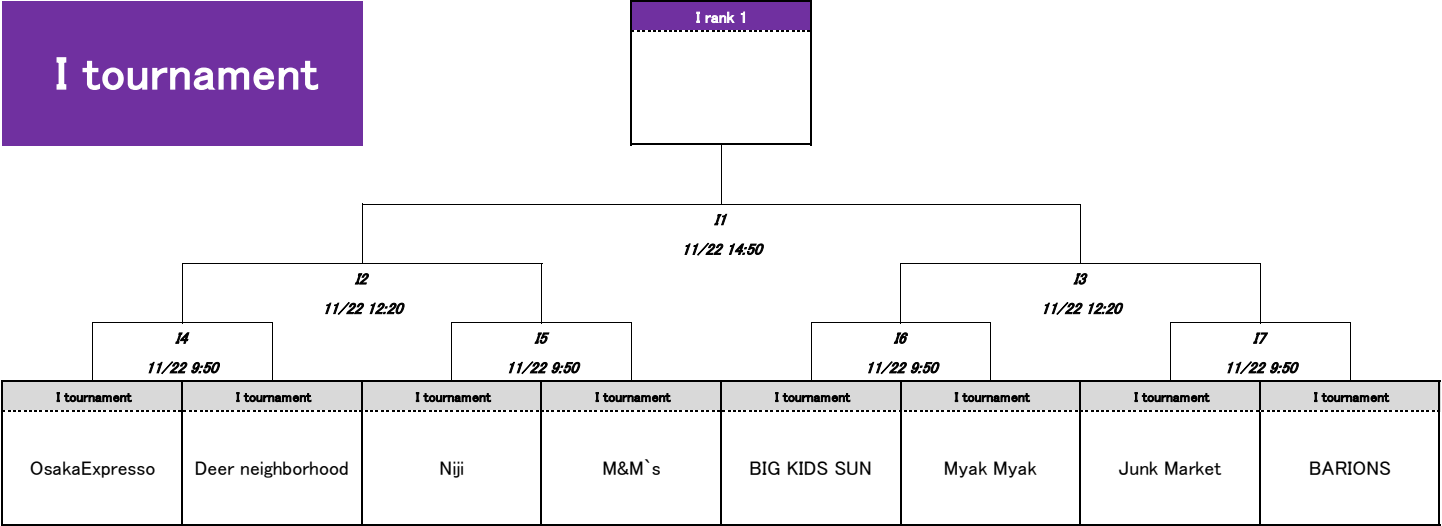 I tournament
I rank 1
I1
11/22 14:50
I2
11/22 12:20
I3
11/22 12:20
I4
11/22 9:50
I5
11/22 9:50
I6
11/22 9:50
I7
11/22 9:50
I tournament I tournament I tournament I tournament I tournament I tournament I tournament I tournament
OsakaExpresso Deer neighborhood Niji M&M`s BIG KIDS SUN Myak Myak Junk Market BARIONS